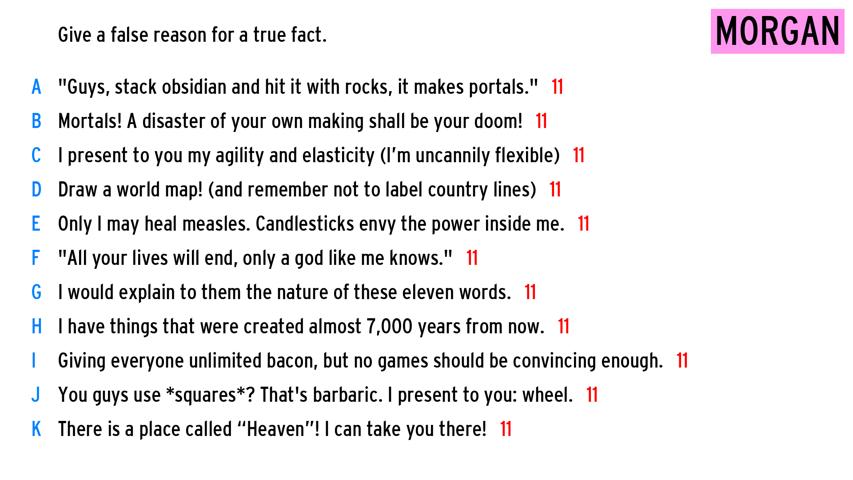 Give a false reason for a true fact.
MORGAN
A "Guys, stack obsidian and hit it with rocks, it makes portals." 11
B Mortals! A disaster of your own making shall be your doom! 11
C I present to you my agility and elasticity (I'm uncannily flexible) 11
D Draw a world map! (and remember not to label country lines) 11
E Only I may heal measles. Candlesticks envy the power inside me. 11
F "All your lives will end, only a god like me knows." 11
G I would explain to them the nature of these eleven words. 11
H I have things that were created almost 7,000 years from now. 11
I Giving everyone unlimited bacon, but no games should be convincing enough. 11
J You guys use *squares*? That's barbaric. I present to you: wheel. 11
K There is a place called “Heaven”! I can take you there! 11